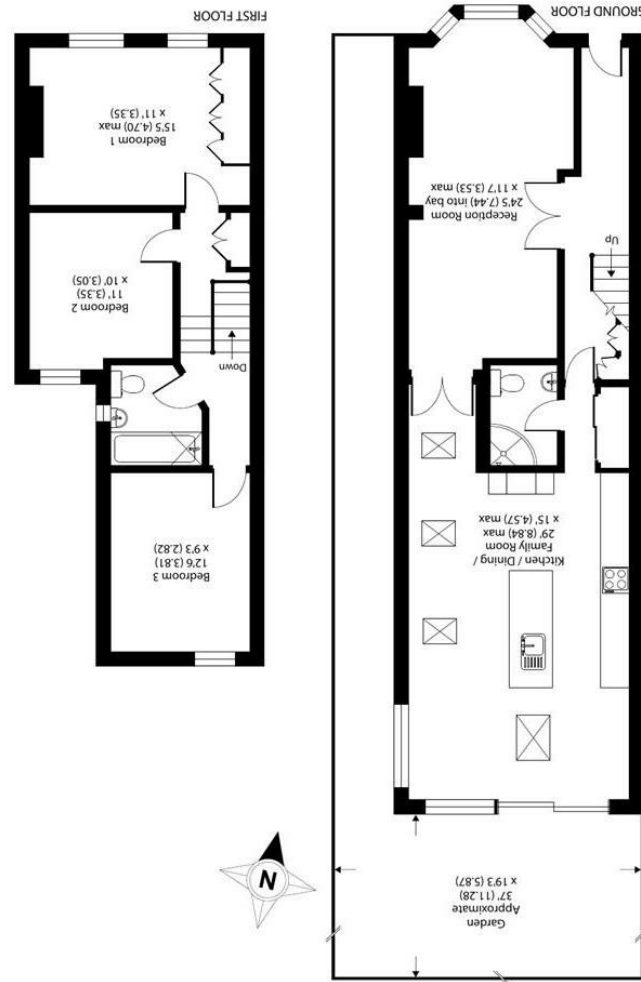 Garden
Approximate
37' (11.28)
x 19'3 (5.87)
N
Kitchen / Dining /
Family Room
29' (8.84) max
x 15' (4.57) max
Up
Reception Room
24'5 (7.44) into bay
x 11'7 (3.53) max
GROUND FLOOR
Bedroom 3
12'6 (3.81)
x 9'3 (2.82)
Down
Bedroom 2
11' (3.35)
x 10' (3.05)
Bedroom 1
15'5 (4.70) max
x 11' (3.35)
FIRST FLOOR